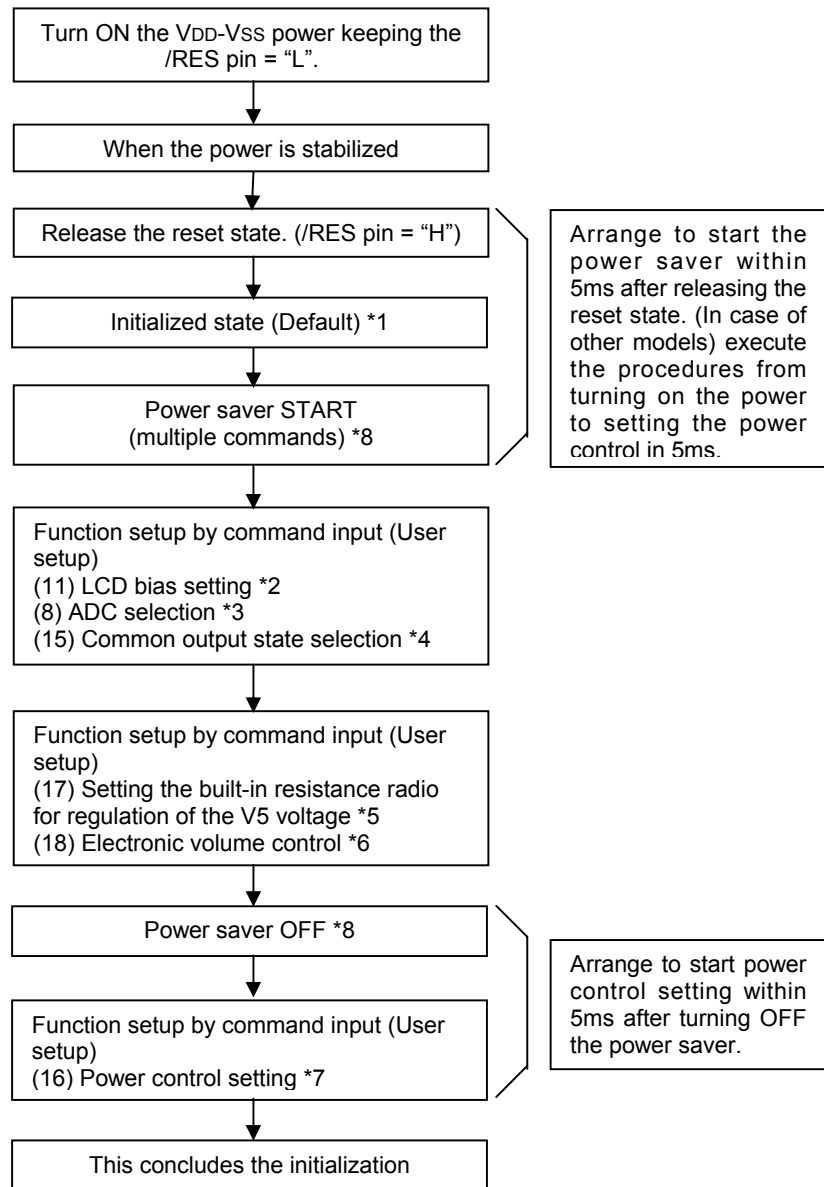 Turn ON the VDD-VSS power keeping the
/RES pin = “L”.
When the power is stabilized
Release the reset state. (/RES pin = “H”)
Initialized state (Default) *1
Power saver START
(multiple commands) *8
Arrange to start the
power saver within
5ms after releasing the
reset state. (In case of
other models) execute
the procedures from
turning on the power
to setting the power
control in 5ms.
Function setup by command input (User
setup)
(11) LCD bias setting *2
(8) ADC selection *3
(15) Common output state selection *4
Function setup by command input (User
setup)
(17) Setting the built-in resistance radio
for regulation of the V5 voltage *5
(18) Electronic volume control *6
Power saver OFF *8
Function setup by command input (User
setup)
(16) Power control setting *7
Arrange to start power
control setting within
5ms after turning OFF
the power saver.
This concludes the initialization